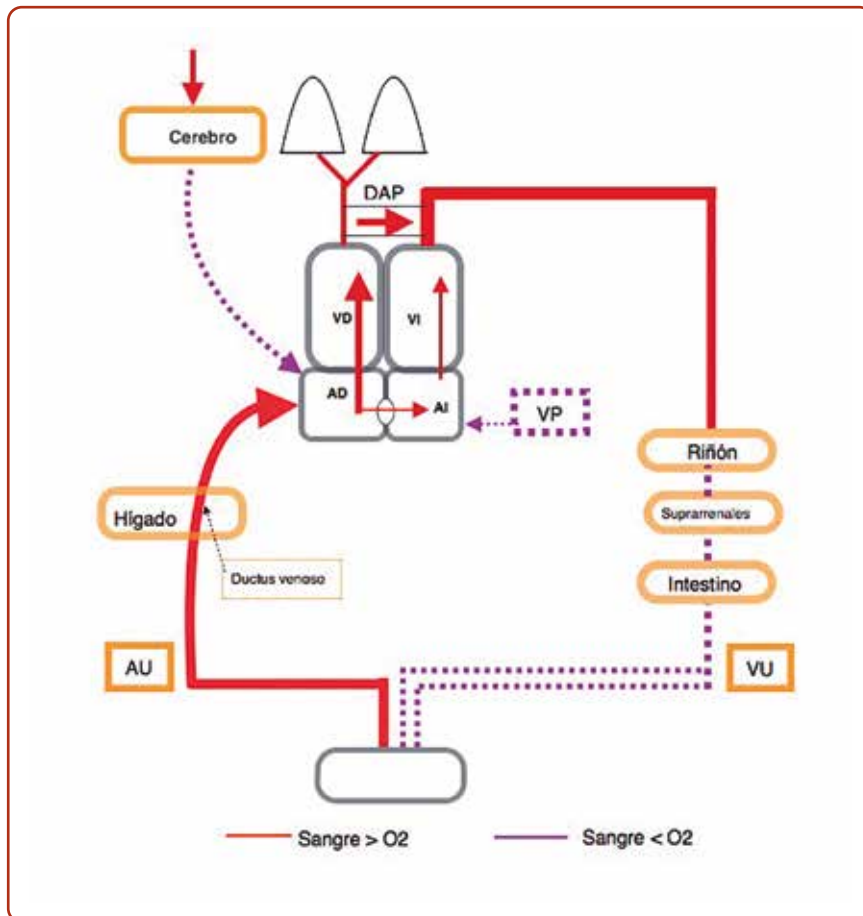 Cerebro
DAP
VD
VI
AD
AI
VP
Riñón
Hígado
Suprarrenales
Ductus venoso
Intestino
AU
VU
Sangre > O2
Sangre < O2